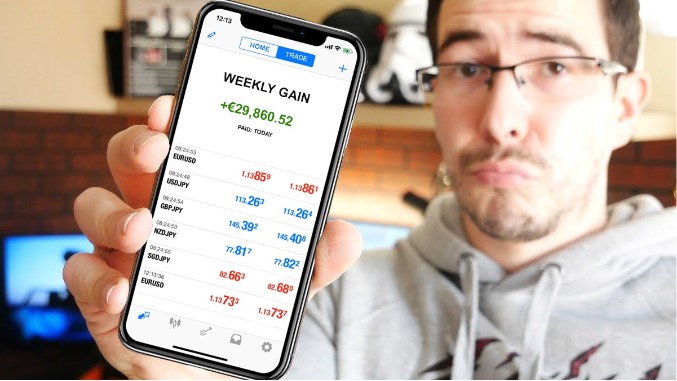 12:13
HOME TRADE
WEEKLY GAIN
+€29,860.52
PAID: TODAY
08:24:53
EURUSD 1.13859 1.13861
08:24:48
USDJPY 113.263 113.264
08:24:54
GBPJPY 145.392 145.408
08:24:53
NZDJPY 77.817 77.822
08:24:55
SGDJPY 82.663 82.680
12:13:36
EURUSD 1.13733 1.13737